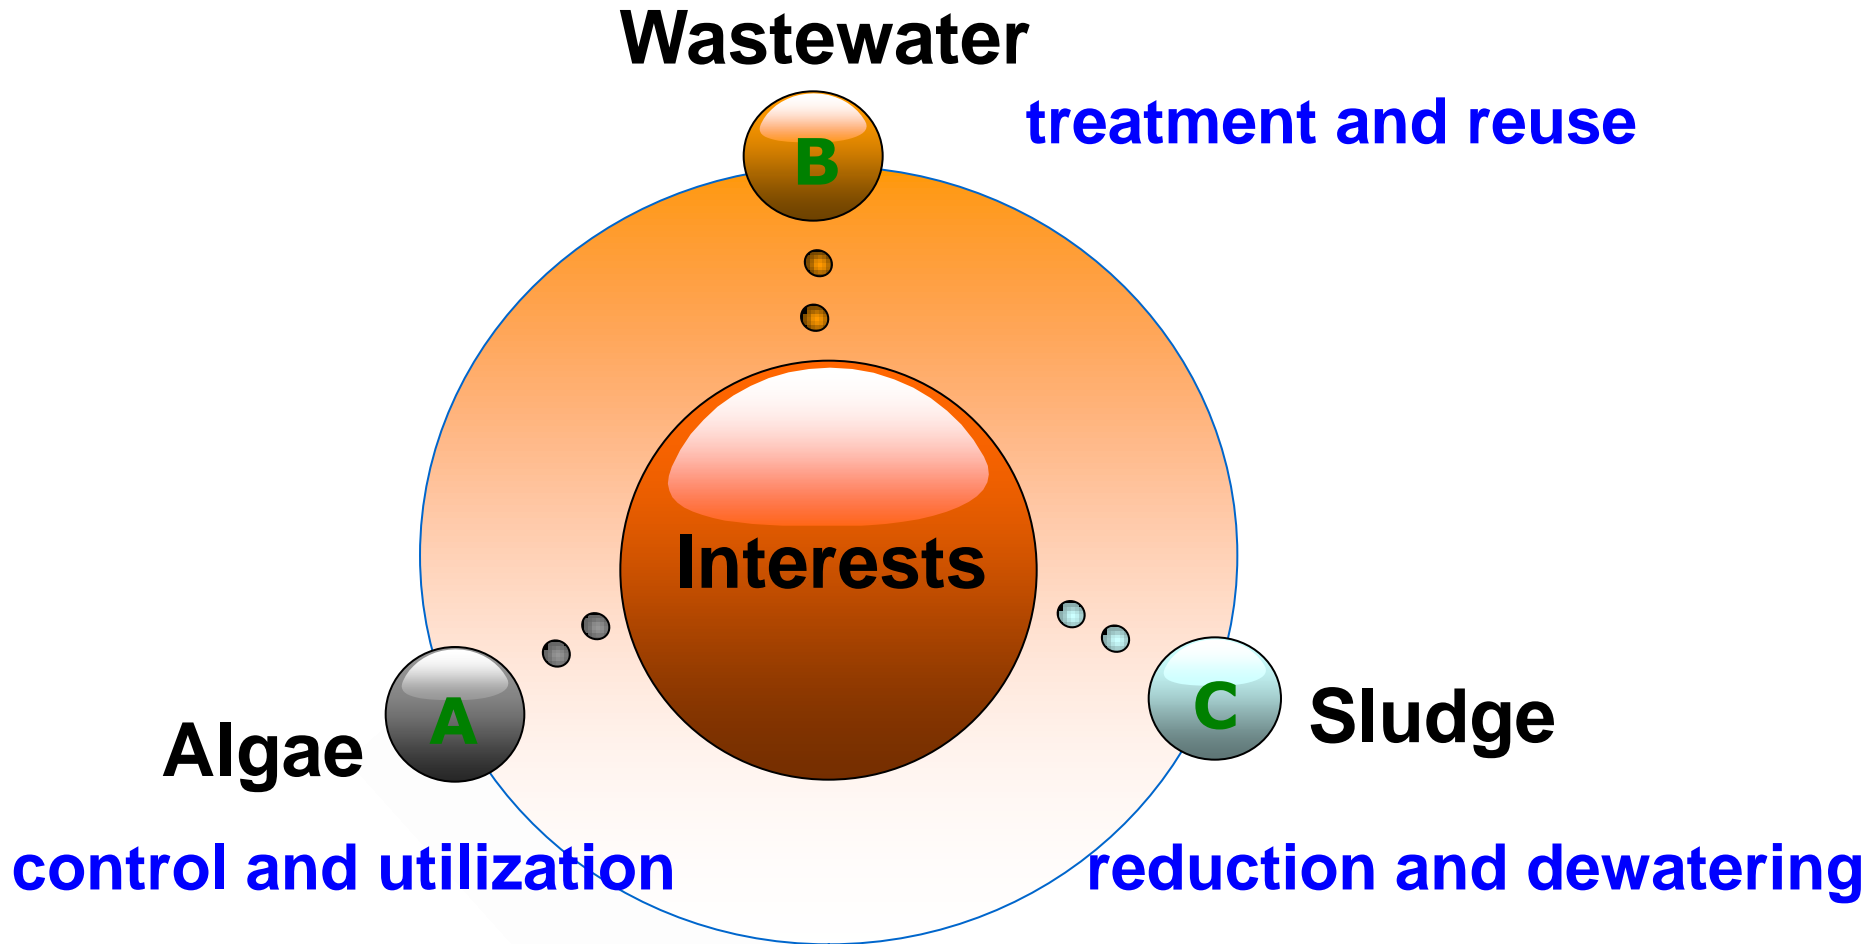 Wastewater
treatment and reuse
B
Interests
A
Algae
control and utilization
C
Sludge
reduction and dewatering